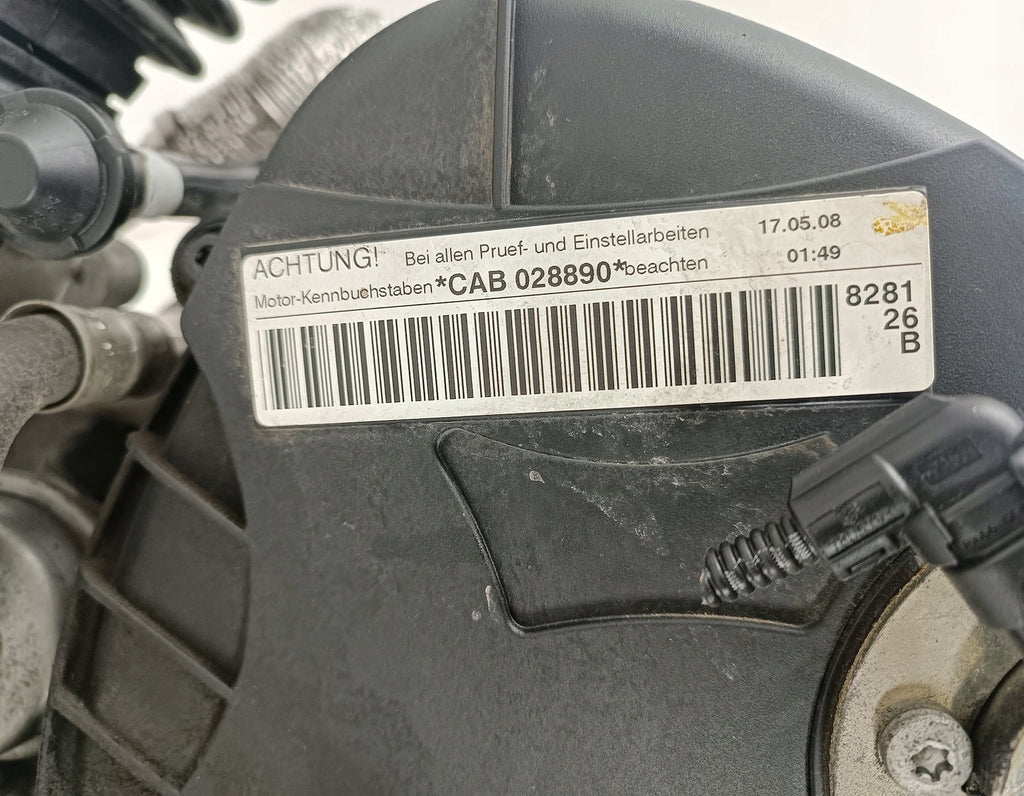 ACHTUNG! Bei allen Pruef- und Einstellarbeiten 17.05.08
Motor-Kennbuchstaben *CAB 028890* beachten 01:49
8281
26
B